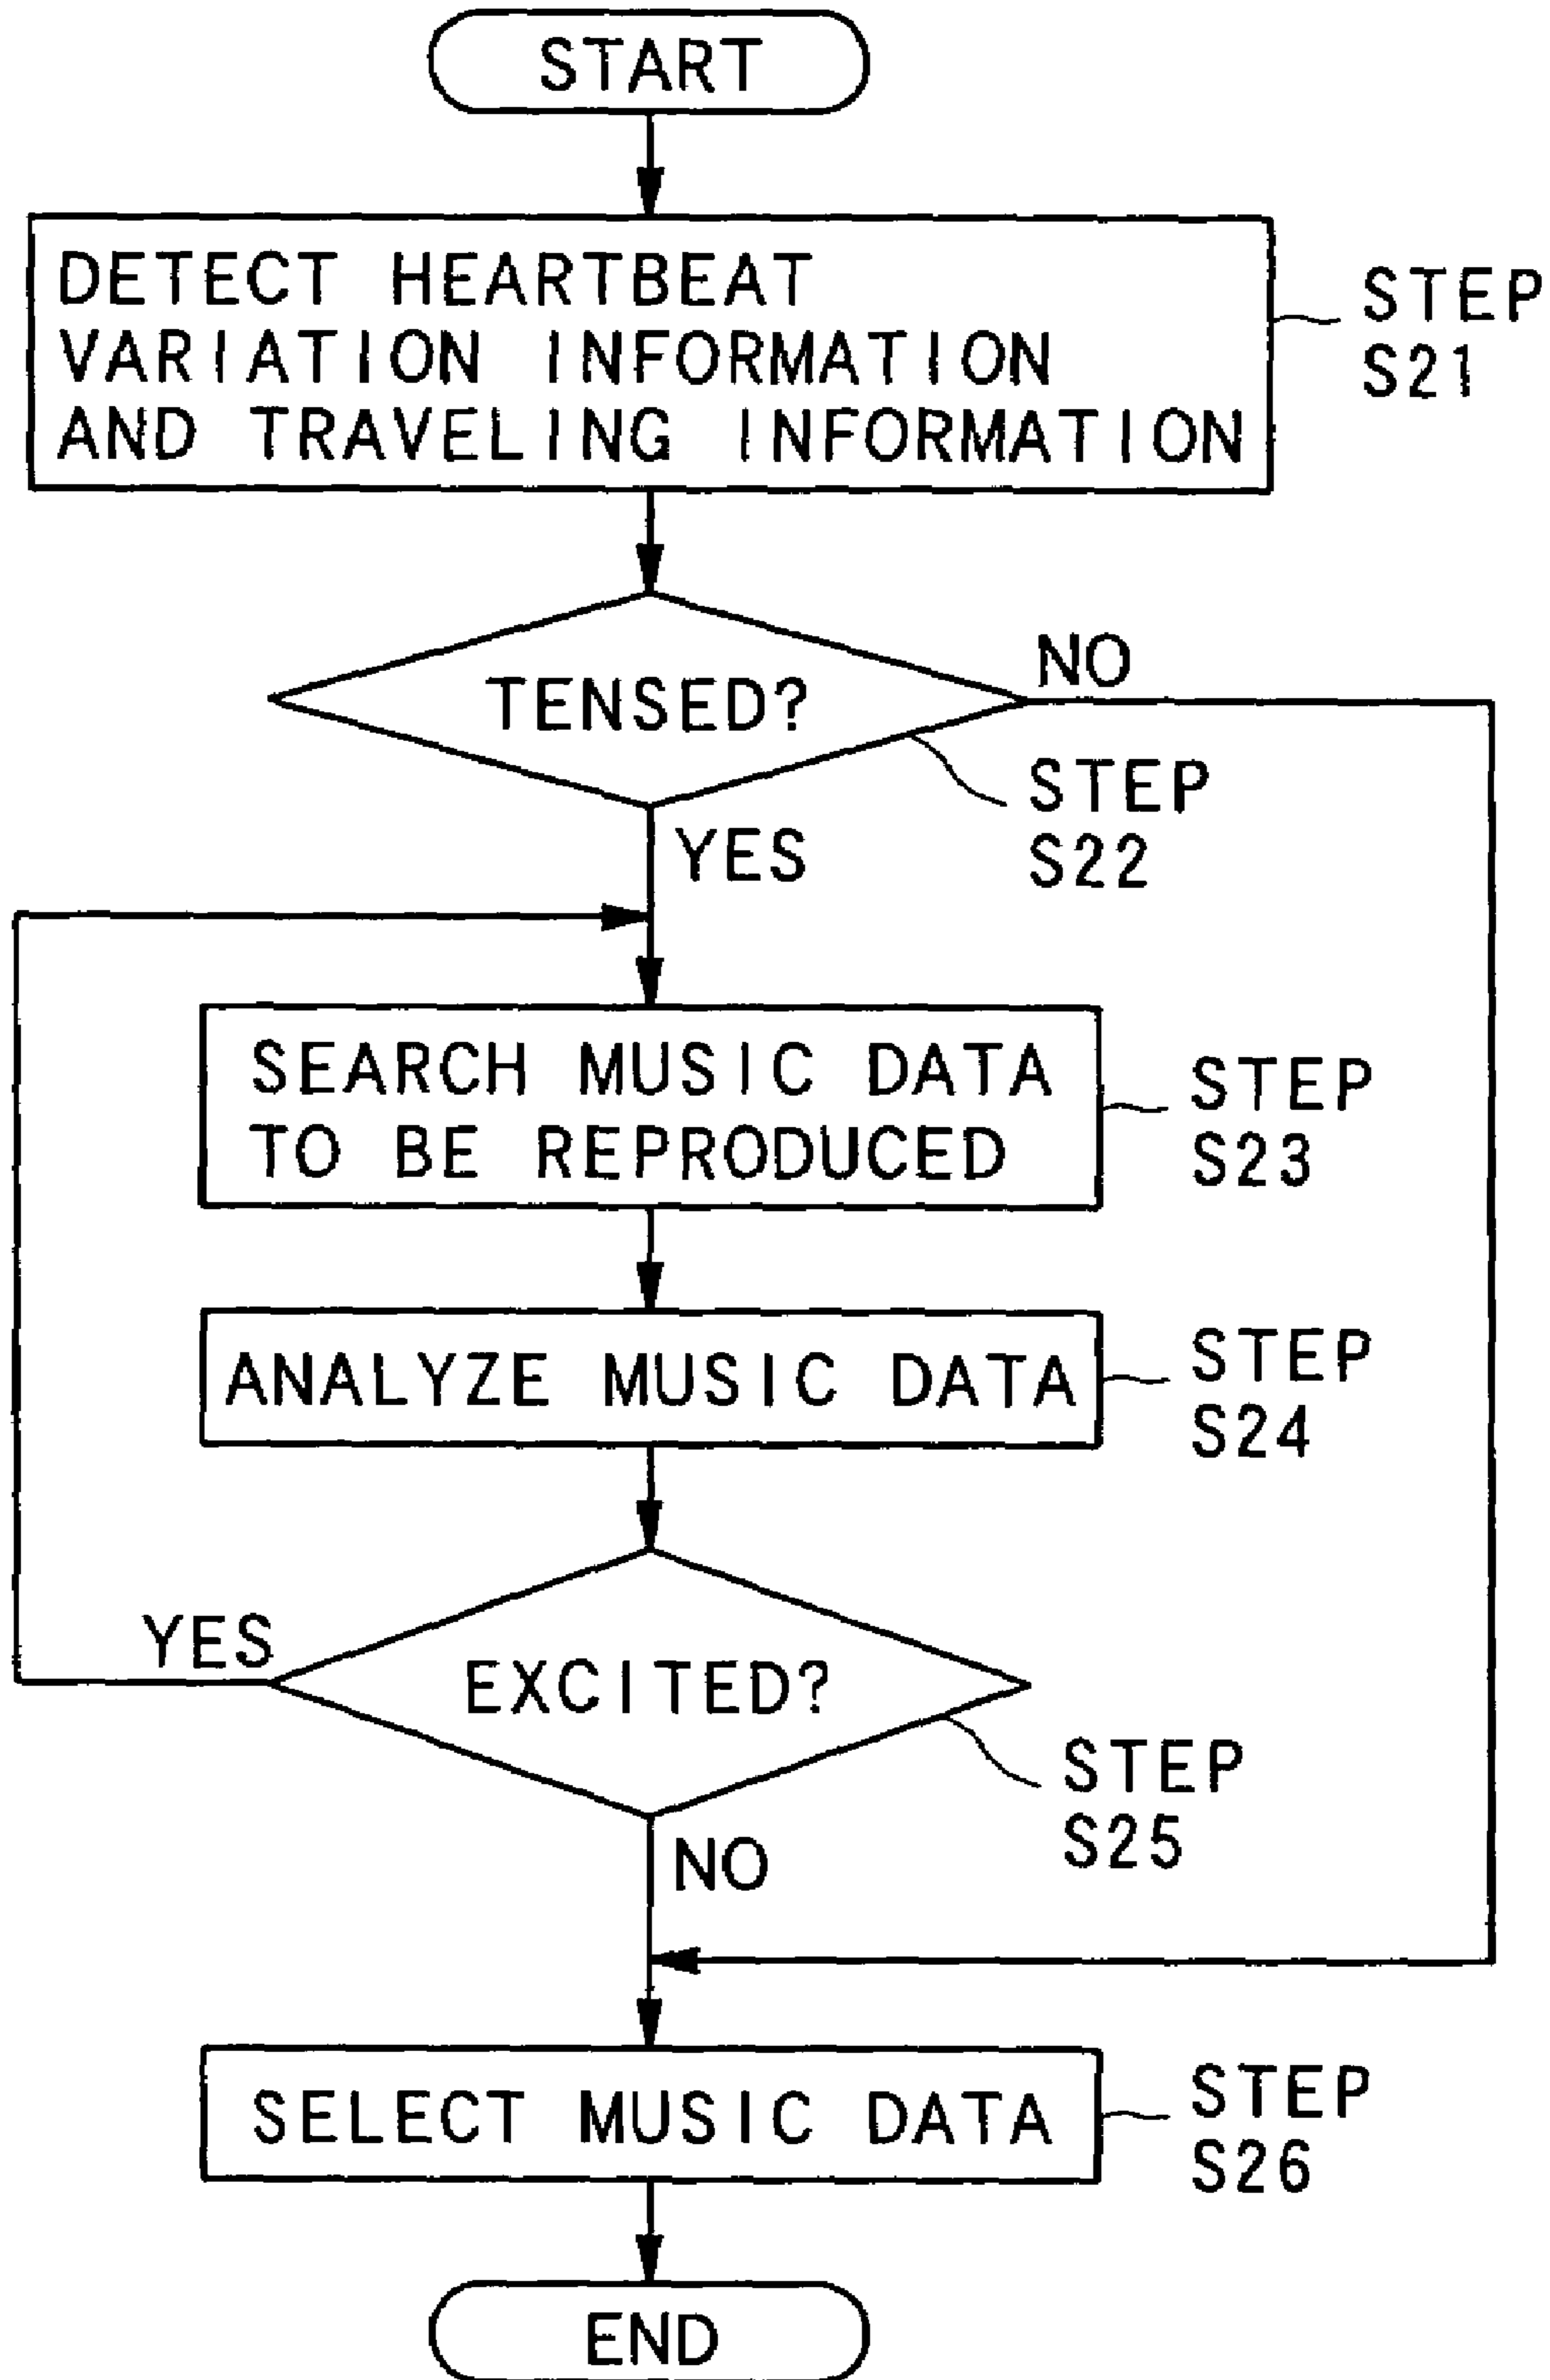 START
DETECT HEARTBEAT
VARIATION INFORMATION
AND TRAVELING INFORMATION
STEP
S21
TENSED?
NO
STEP
S22
YES
SEARCH MUSIC DATA
TO BE REPRODUCED
STEP
S23
ANALYZE MUSIC DATA
STEP
S24
YES
EXCITED?
STEP
S25
NO
SELECT MUSIC DATA
STEP
S26
END